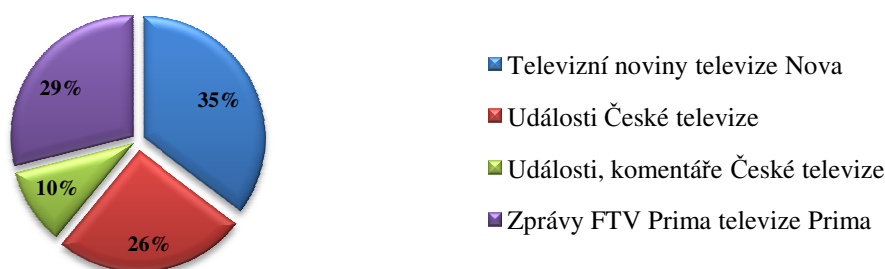 29%
35%
10%
26%
Televizní noviny televize Nova
Události České televize
Události, komentáře České televize
Zprávy FTV Prima televize Prima